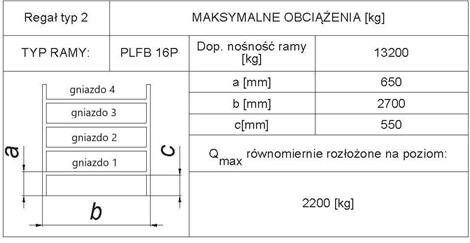 Regał typ 2 MAKSYMALNE OBCIĄŻENIA [kg]
TYP RAMY: PLFB 16P Dop. nośność ramy [kg] 13200
a [mm] 650
b [mm] 2700
c[mm] 550
Qmax równomiernie rozłożone na poziom:
2200 [kg]
gniazdo 4
gniazdo 3
gniazdo 2
gniazdo 1
a
c
b